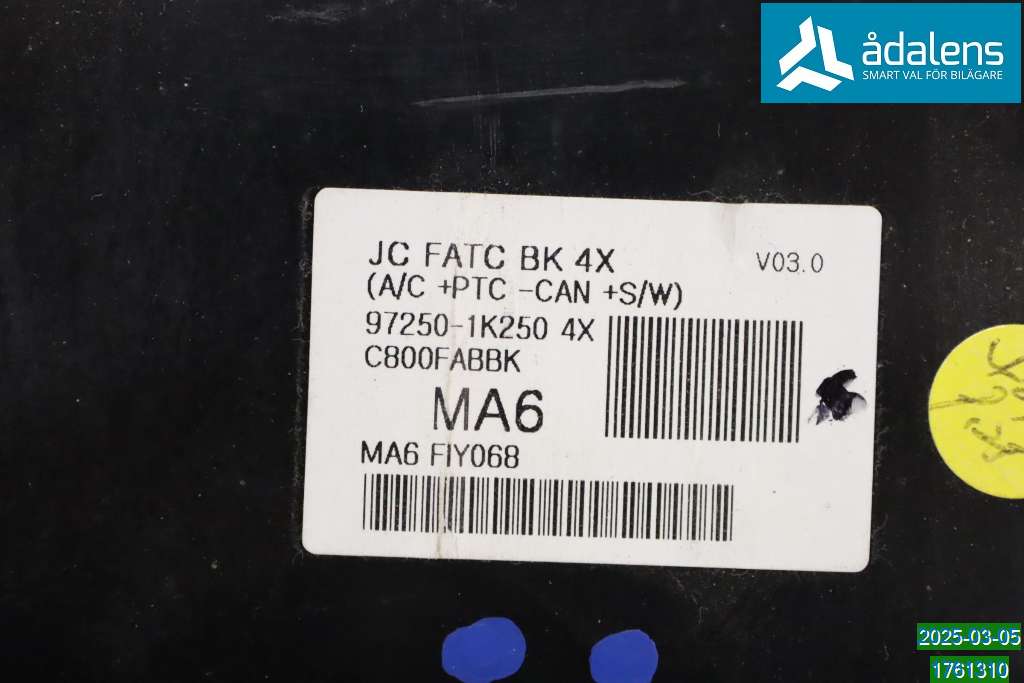 ådalens
SMART VAL FÖR BILÄGARE
JC FATC BK 4X
V03.0
(A/C +PTC -CAN +S/W)
97250-1K250 4X
C800FABBK
MA6
MA6 FIY068
2025-03-05
1761310